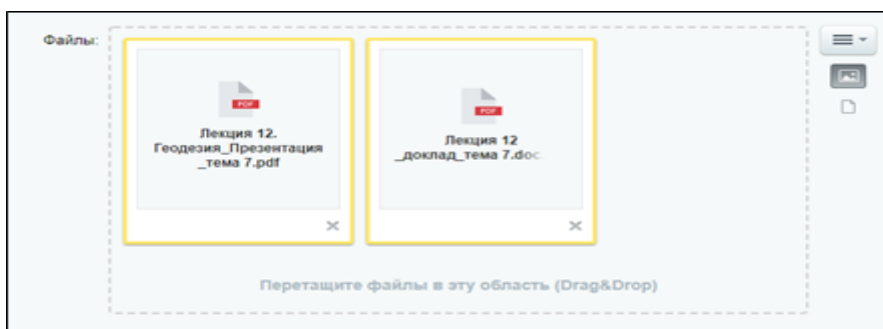 Файлы:
PDF
Лекция 12.
Геодезия_Презентация
_тема 7.pdf
PDF
Лекция 12
_доклад_тема 7.doc
Перетащите файлы в эту область (Drag&Drop)